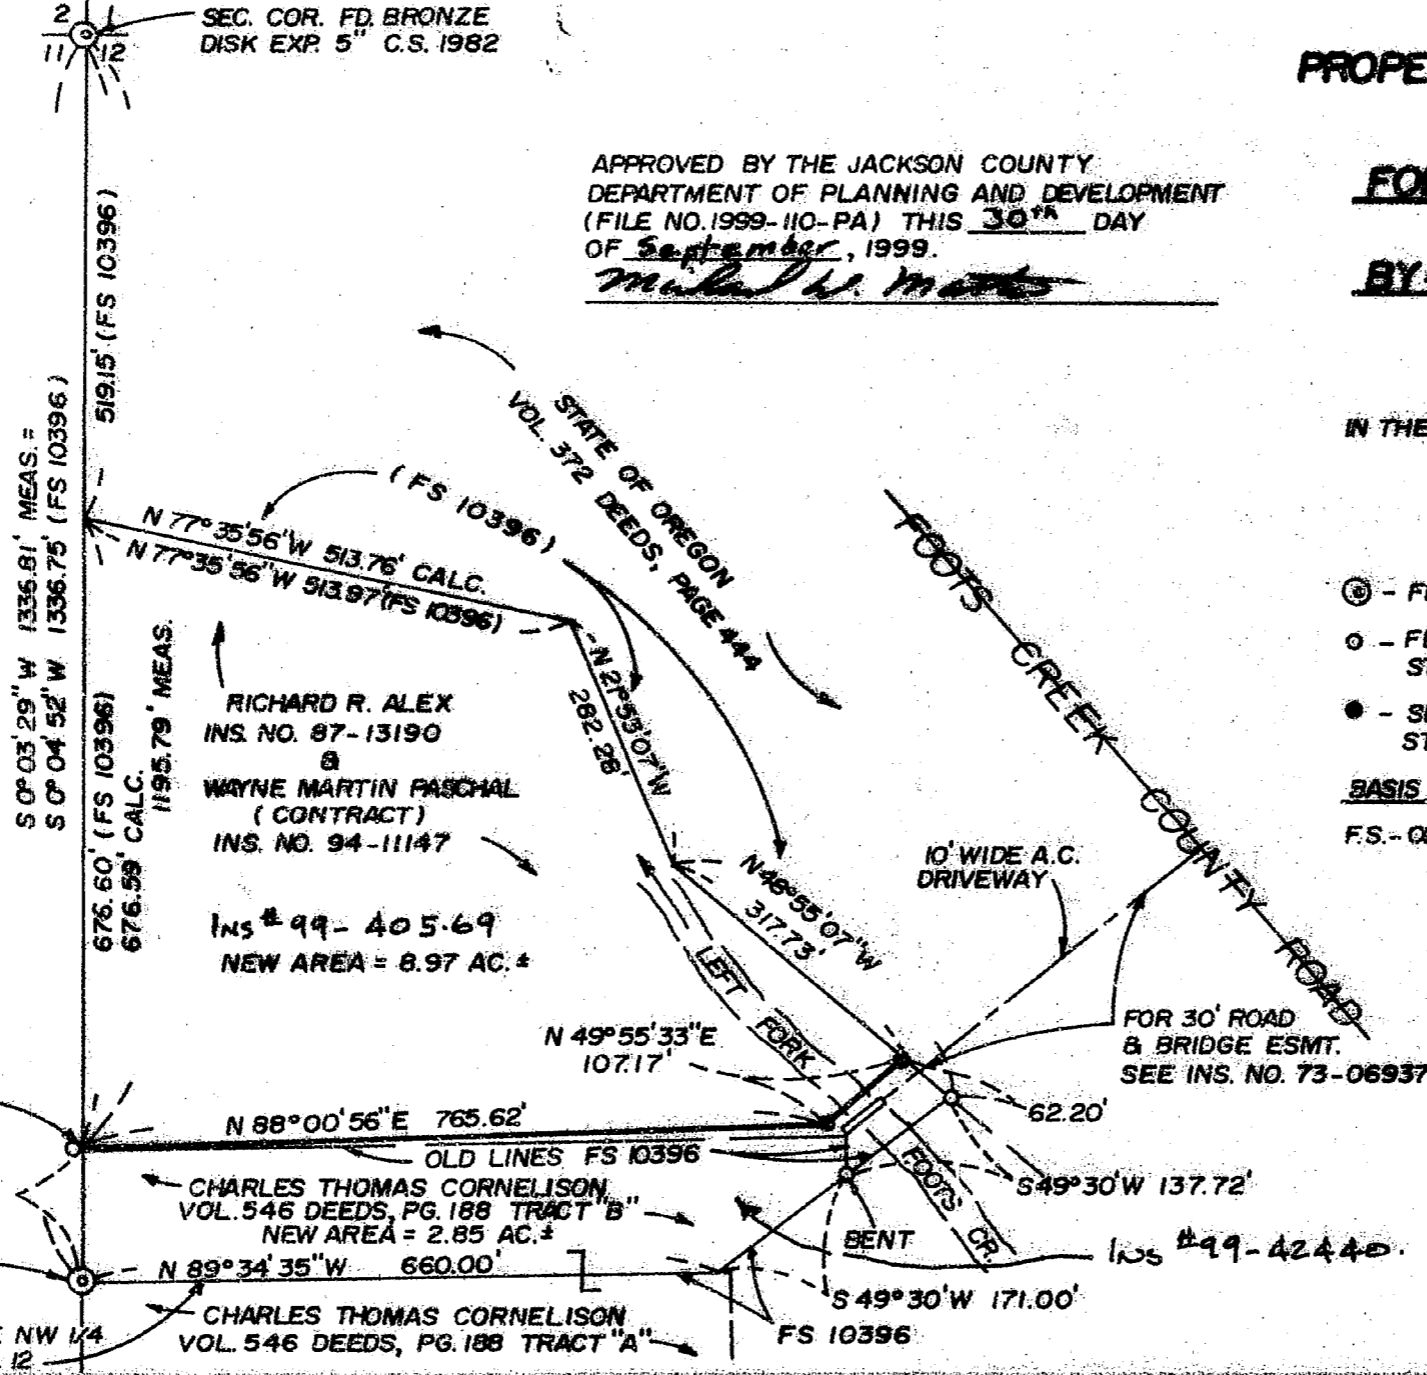 2 1
11 12
SEC. COR. FD. BRONZE
DISK EXP. 5" C.S. 1982
PROPE
APPROVED BY THE JACKSON COUNTY
DEPARTMENT OF PLANNING AND DEVELOPMENT
(FILE NO. 1999-110-PA) THIS 30th DAY
OF September, 1999.
FO
BY
IN THE
519.15' (FS 10396)
S 0°03'29"W 1336.81' MEAS. =
S 0°04'52"W 1336.75' (FS 10396)
STATE OF OREGON
VOL. 372 DEEDS, PAGE 444
(FS 10396)
N 77°35'56"W 513.76' CALC.
N 77°35'56"W 513.97' (FS 10396)
FOOTS CREEK COUNTY ROAD
- F
- F
S
- S
ST
BASIS
F.S. - O
N 21°53'07"W
282.28'
RICHARD R. ALEX
INS. NO. 87-13190
&
WAYNE MARTIN PASCHAL
(CONTRACT)
INS. NO. 94-11147
676.60' (FS 10396)
676.59' CALC.
1195.79' MEAS.
Ins # 99-40569
NEW AREA = 8.97 AC. ±
N 48°55'07"W
317.73'
10' WIDE A.C.
DRIVEWAY
LEFT FORK
FOOTS CR.
N 49°55'33"E
107.17'
FOR 30' ROAD
& BRIDGE ESMT.
SEE INS. NO. 73-06937
62.20'
N 88°00'56"E 765.62'
OLD LINES FS 10396
S 49°30'W 137.72'
CHARLES THOMAS CORNELISON
VOL. 546 DEEDS, PG. 188 TRACT "B"
NEW AREA = 2.85 AC. ±
BENT
Ins #99-42440
N 89°34'35"W 660.00'
S 49°30'W 171.00'
FS 10396
CHARLES THOMAS CORNELISON
VOL. 546 DEEDS, PG. 188 TRACT "A"
NW 1/4
12